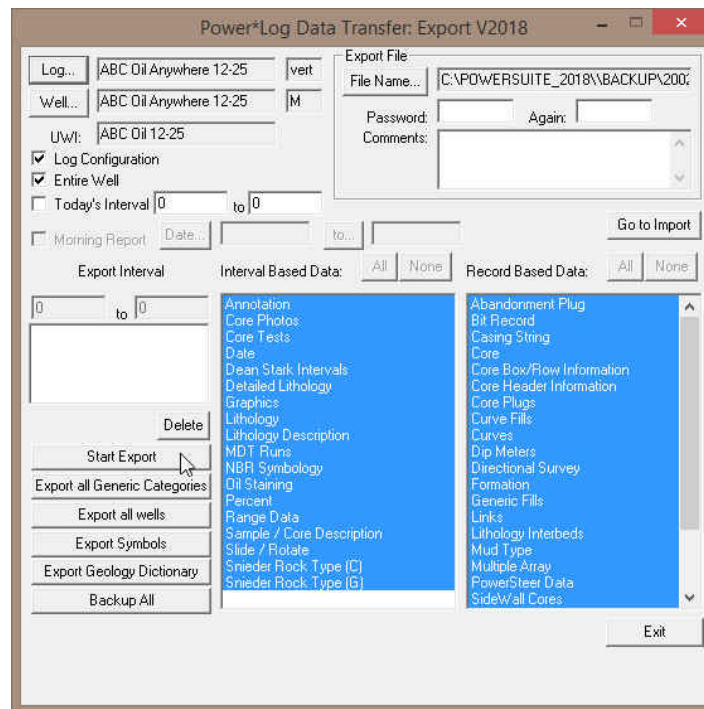 Power*Log Data Transfer: Export V2018
Log... ABC Oil Anywhere 12-25 vert
Well... ABC Oil Anywhere 12-25 M
UWI: ABC Oil 12-25
Export File
File Name... C:\POWERSUITE_2018\\BACKUP\2002
Password: Again:
Comments:
Log Configuration
Entire Well
Today's Interval 0 to 0
Morning Report Date... to...
Go to Import
Export Interval
0 to 0
Delete
Start Export
Export all Generic Categories
Export all wells
Export Symbols
Export Geology Dictionary
Backup All
Interval Based Data: All None
Annotation
Core Photos
Core Tests
Date
Dean Stark Intervals
Detailed Lithology
Graphics
Lithology
Lithology Description
MDT Runs
NBR Symbology
Oil Staining
Percent
Range Data
Sample / Core Description
Slide / Rotate
Snieder Rock Type (C)
Snieder Rock Type (G)
Record Based Data: All None
Abandonment Plug
Bit Record
Casing String
Core
Core Box/Row Information
Core Header Information
Core Plugs
Curve Fills
Curves
Dip Meters
Directional Survey
Formation
Generic Fills
Links
Lithology Interbeds
Mud Type
Multiple Array
PowerSteer Data
SideWall Cores
Exit